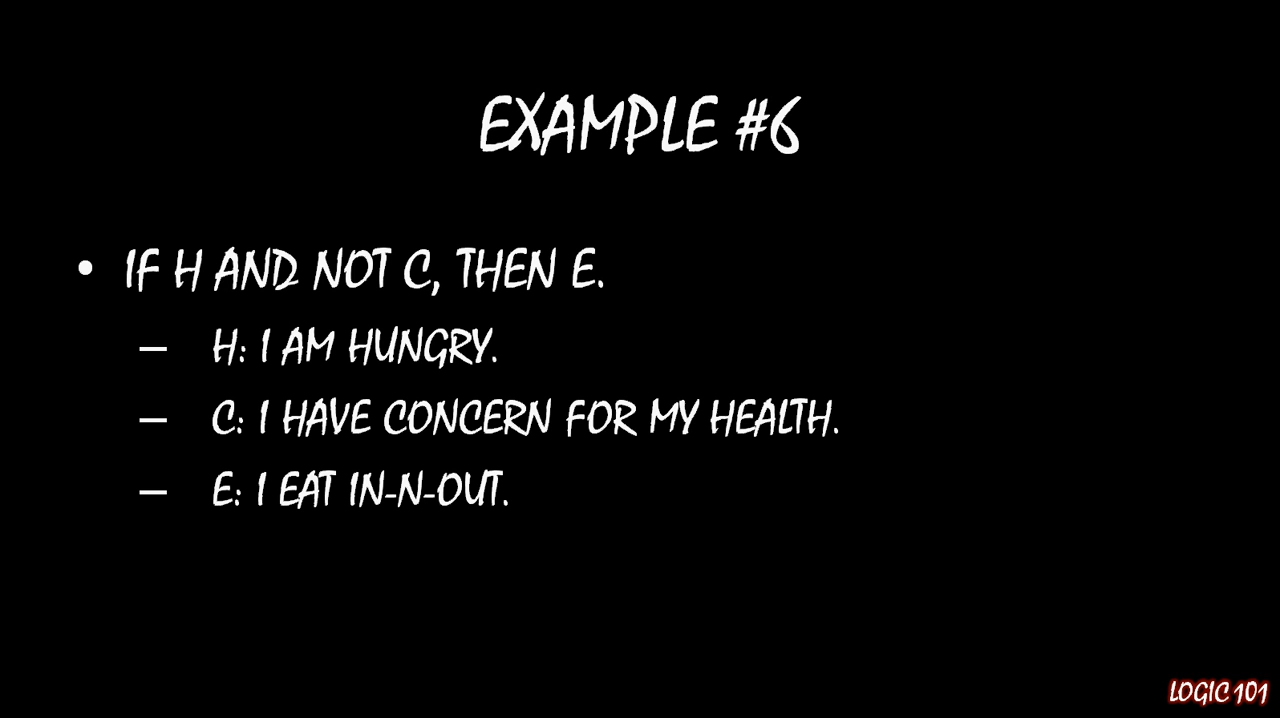 EXAMPLE #6
• IF H AND NOT C, THEN E.
– H: I AM HUNGRY.
– C: I HAVE CONCERN FOR MY HEALTH.
– E: I EAT IN-N-OUT.
LOGIC 101